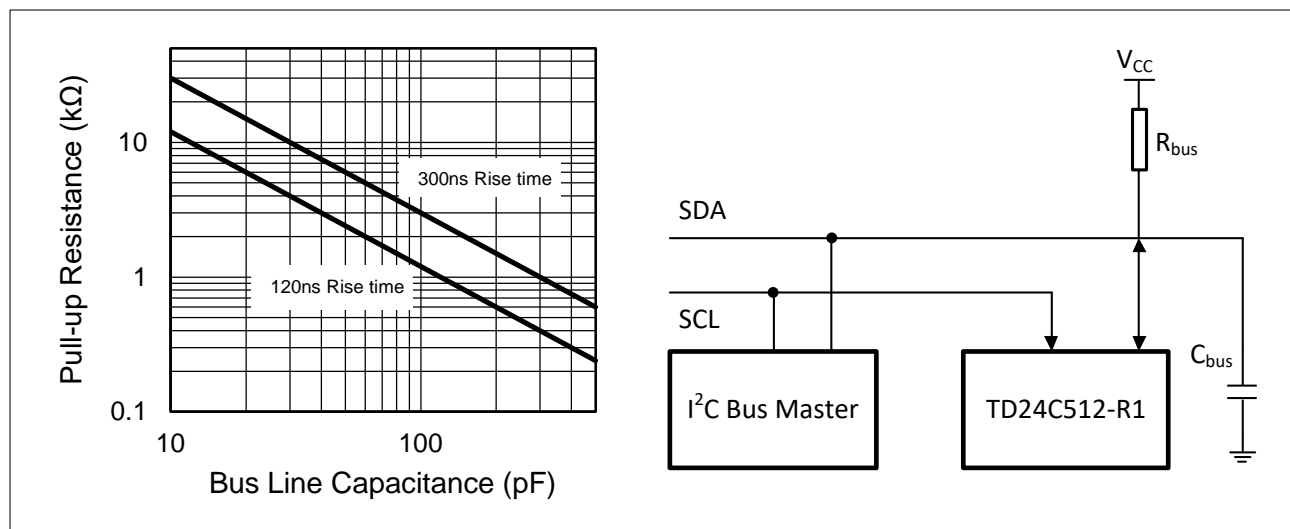 Pull-up Resistance (kΩ)
10
1
0.1
300ns Rise time
120ns Rise time
10
100
Bus Line Capacitance (pF)
V_CC
R_bus
SDA
SCL
C_bus
I²C Bus Master
TD24C512-R1